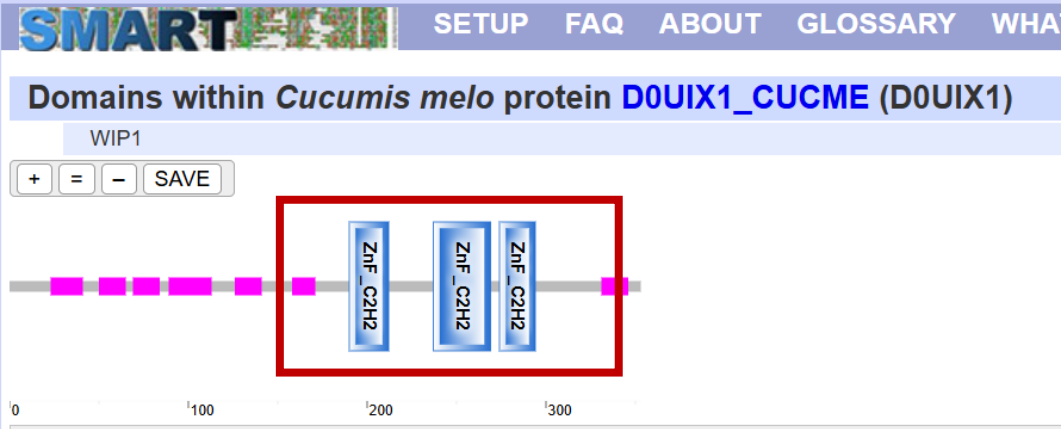 SMART SETUP FAQ ABOUT GLOSSARY WHA
Domains within Cucumis melo protein D0UIX1_CUCME (D0UIX1)
WIP1
+ = – SAVE
ZnF_C2H2 ZnF_C2H2 ZnF_C2H2
0 100 200 300